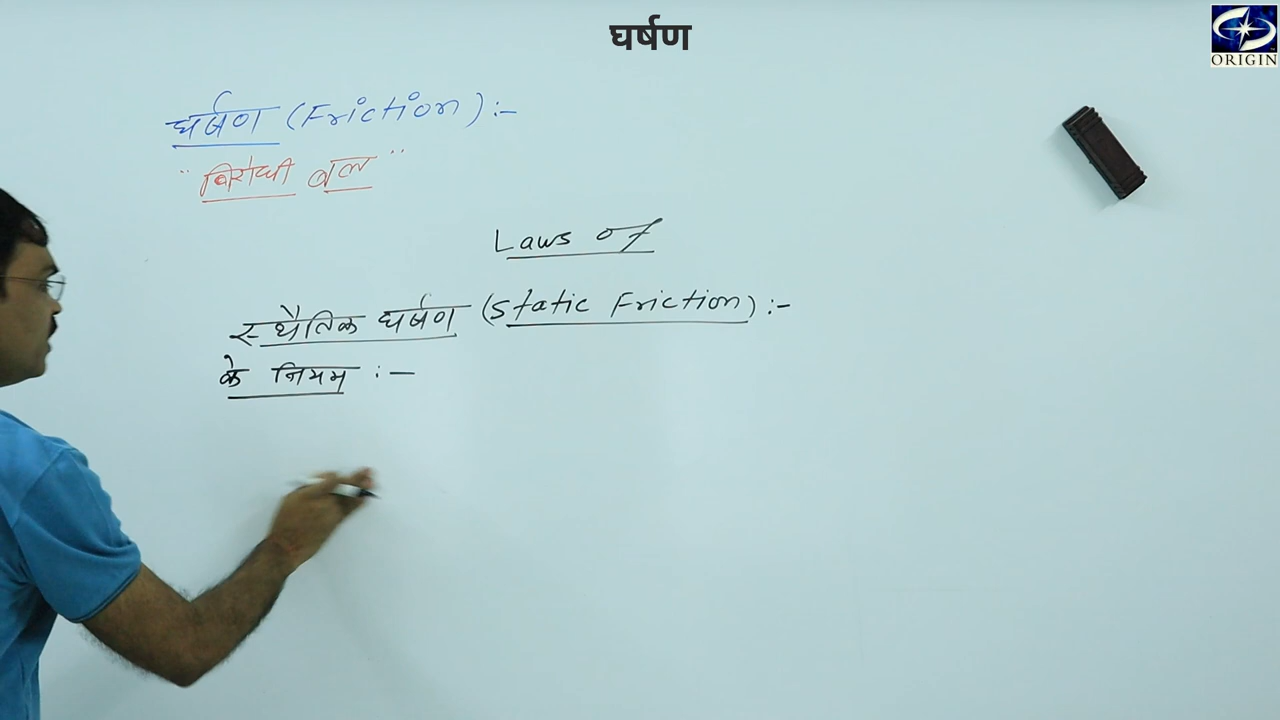 घर्षण
ORIGIN
घर्षण (Friction) :-
"विरोधी बल"
Laws of
स्थैतिक घर्षण (Static Friction) :-
के नियम :-